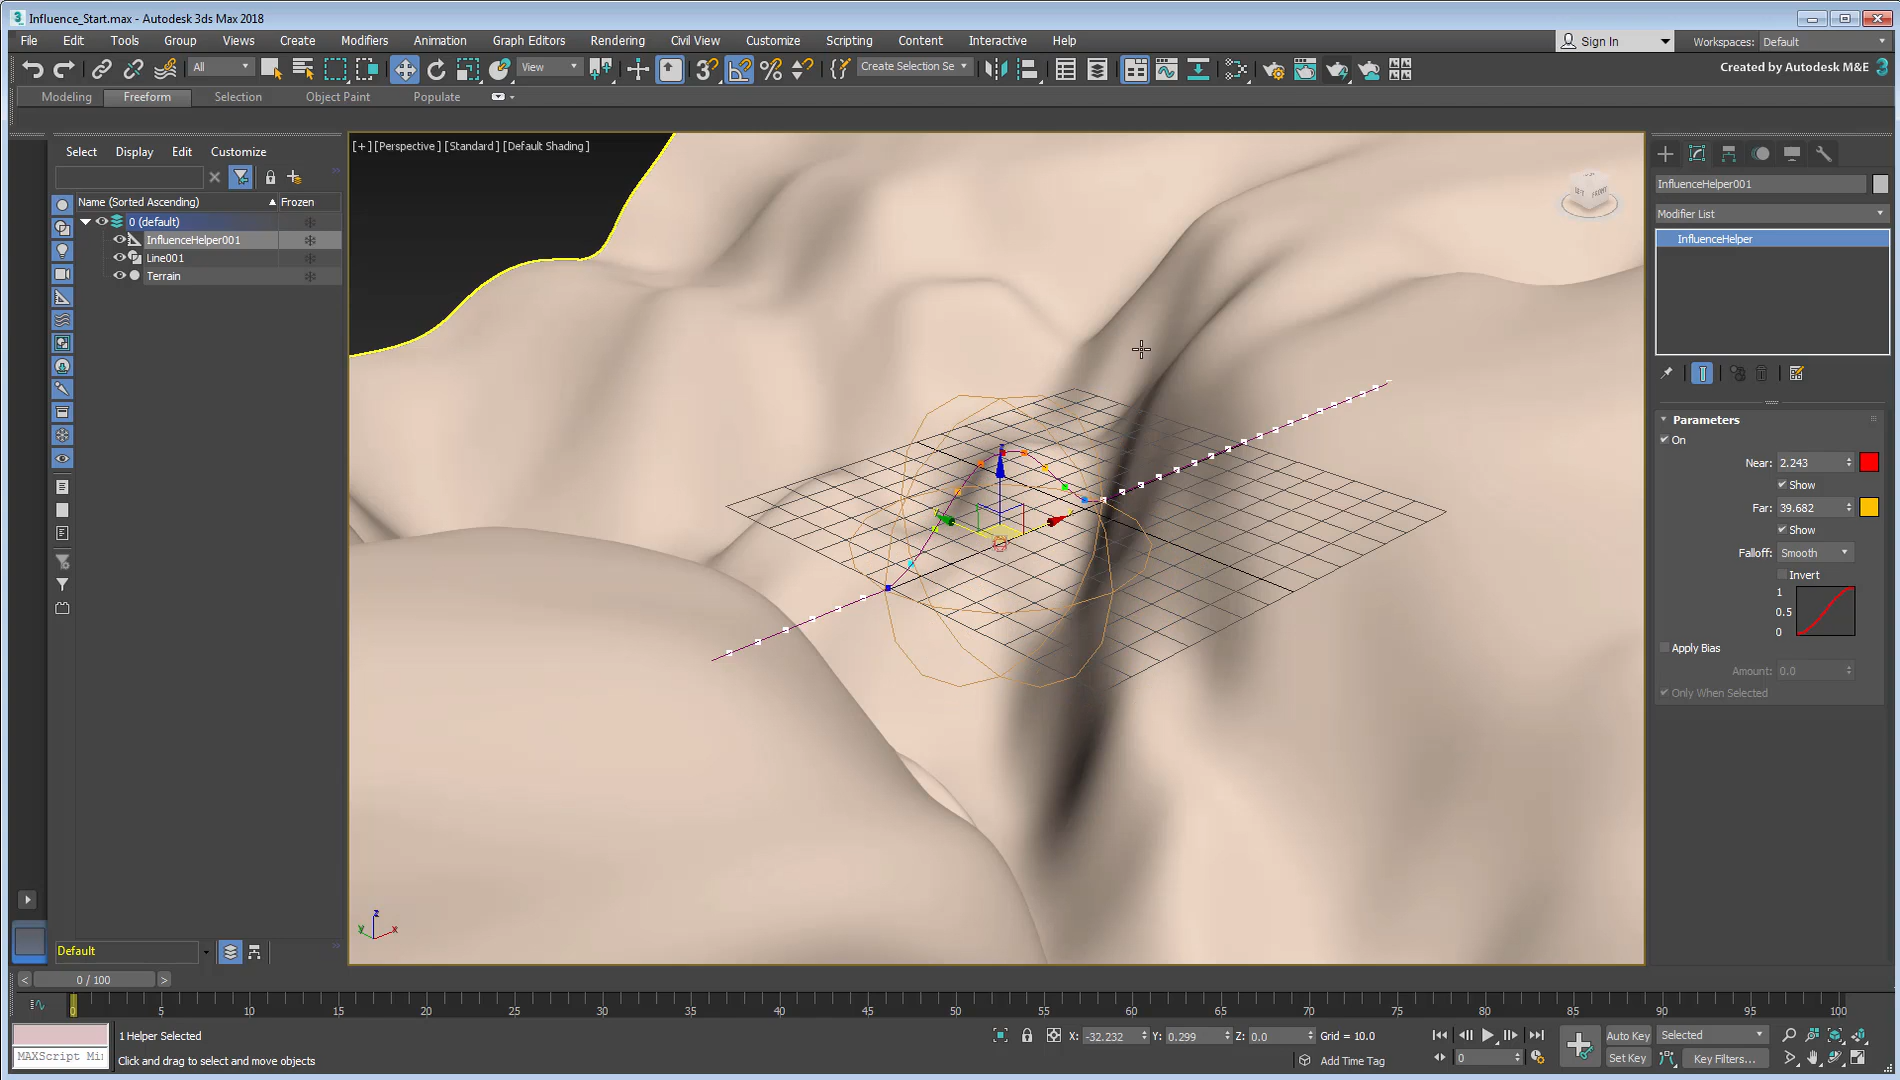 Influence_Start.max - Autodesk 3ds Max 2018
File Edit Tools Group Views Create Modifiers Animation Graph Editors Rendering Civil View Customize Scripting Content Interactive Help
Sign In Workspaces: Default
All View Create Selection Se Created by Autodesk M&E 3
Modeling Freeform Selection Object Paint Populate
Select Display Edit Customize
Name (Sorted Ascending) Frozen
0 (default)
InfluenceHelper001
Line001
Terrain
[+] [Perspective] [Standard] [Default Shading]
LEFT FRONT
z
y x
z
y x
InfluenceHelper001
Modifier List
InfluenceHelper
Parameters
On
Near: 2.243
Show
Far: 39.682
Show
Falloff: Smooth
Invert
1
0.5
0
Apply Bias
Amount: 0.0
Only When Selected
Default
< 0 / 100 >
0 5 10 15 20 25 30 35 40 45 50 55 60 65 70 75 80 85 90 95 100
1 Helper Selected X: -32.232 Y: 0.299 Z: 0.0 Grid = 10.0 Auto Key Selected
MAXScript Mi Click and drag to select and move objects Add Time Tag 0 Set Key Key Filters...